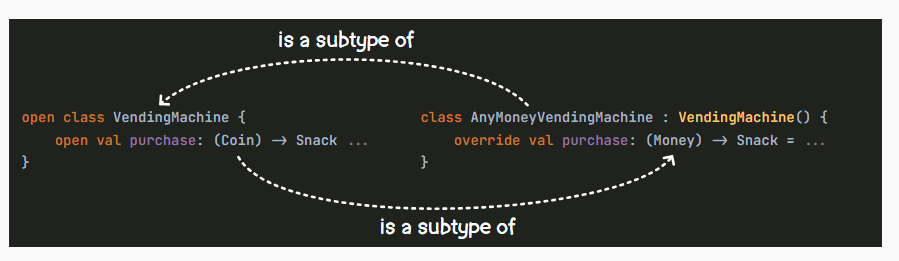 is a subtype of
open class VendingMachine {
open val purchase: (Coin) → Snack ...
}
class AnyMoneyVendingMachine : VendingMachine() {
override val purchase: (Money) → Snack = ...
}
is a subtype of